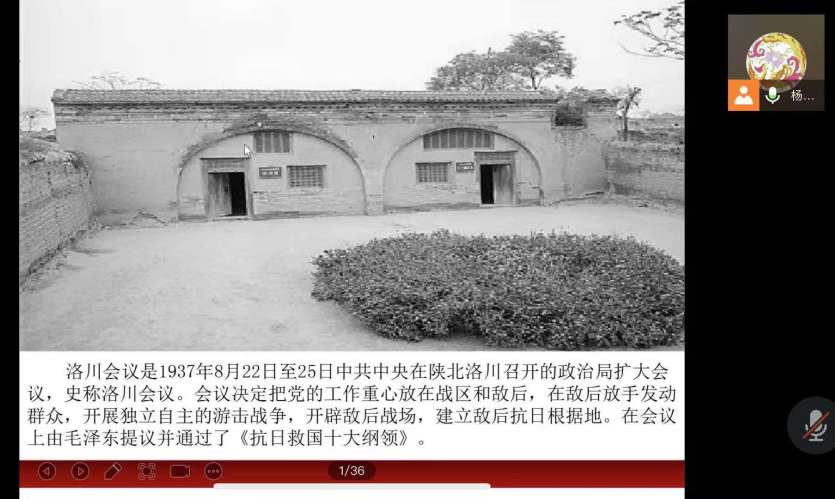 杨...
洛川会议是1937年8月22日至25日中共中央在陕北洛川召开的政治局扩大会
议，史称洛川会议。会议决定把党的工作重心放在战区和敌后，在敌后放手发动
群众，开展独立自主的游击战争，开辟敌后战场，建立敌后抗日根据地。在会议
上由毛泽东提议并通过了《抗日救国十大纲领》。
1/36